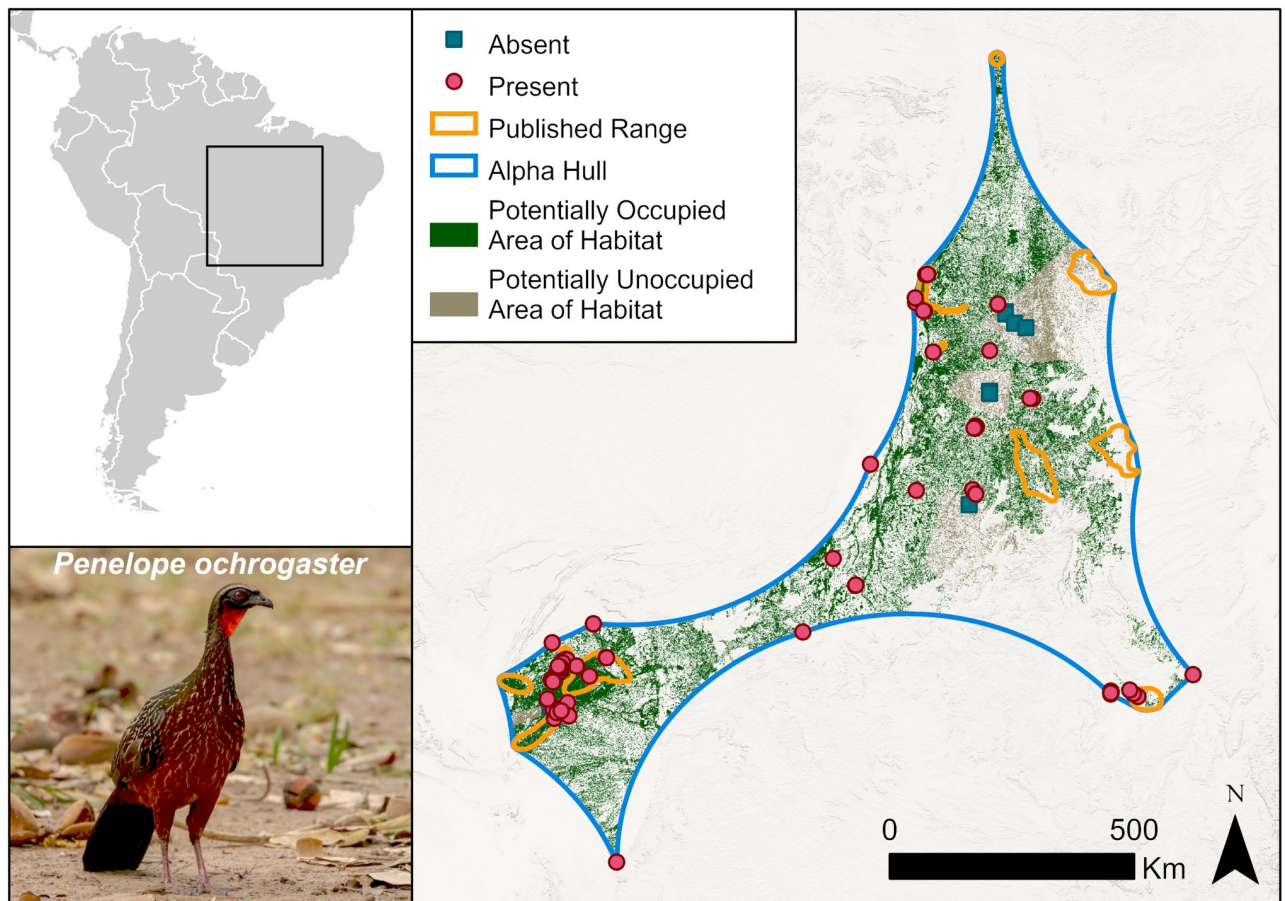 Absent
Present
Published Range
Alpha Hull
Potentially Occupied
Area of Habitat
Potentially Unoccupied
Area of Habitat
Penelope ochrogaster
N
0 500
Km